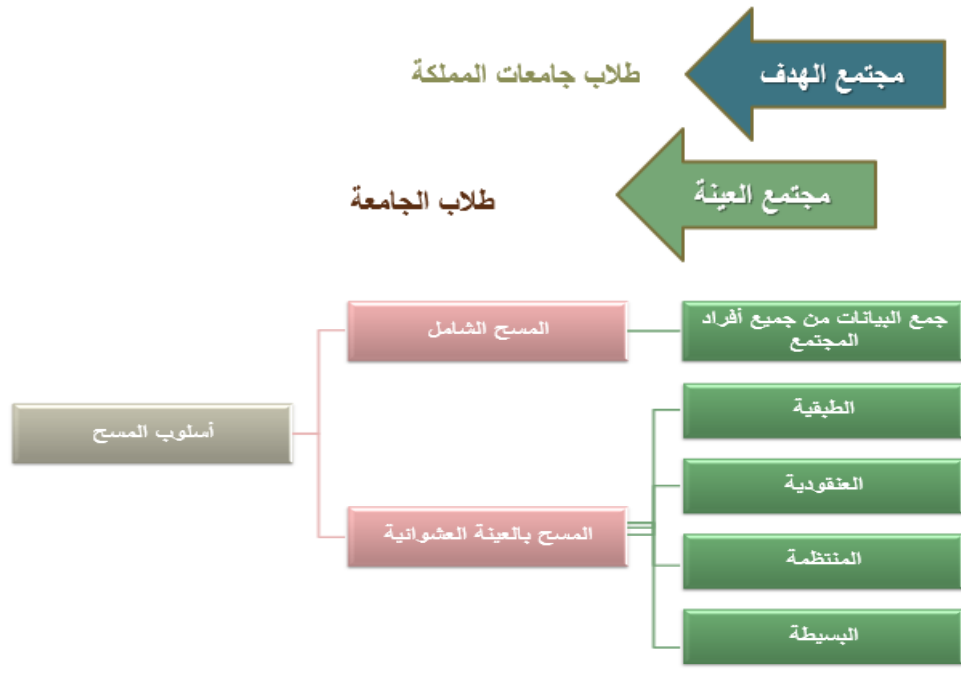 مجتمع الهدف
طلاب جامعات المملكة
مجتمع العينة
طلاب الجامعة
أسلوب المسح
المسح الشامل
جمع البيانات من جميع أفراد
المجتمع
المسح بالعينة العشوائية
الطبقية
العنقودية
المنتظمة
البسيطة